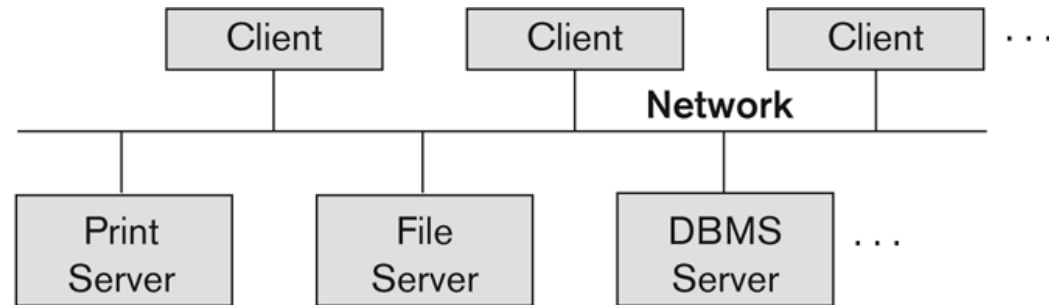 Client
Client
Client
. . .
Network
Print
Server
File
Server
DBMS
Server
. . .